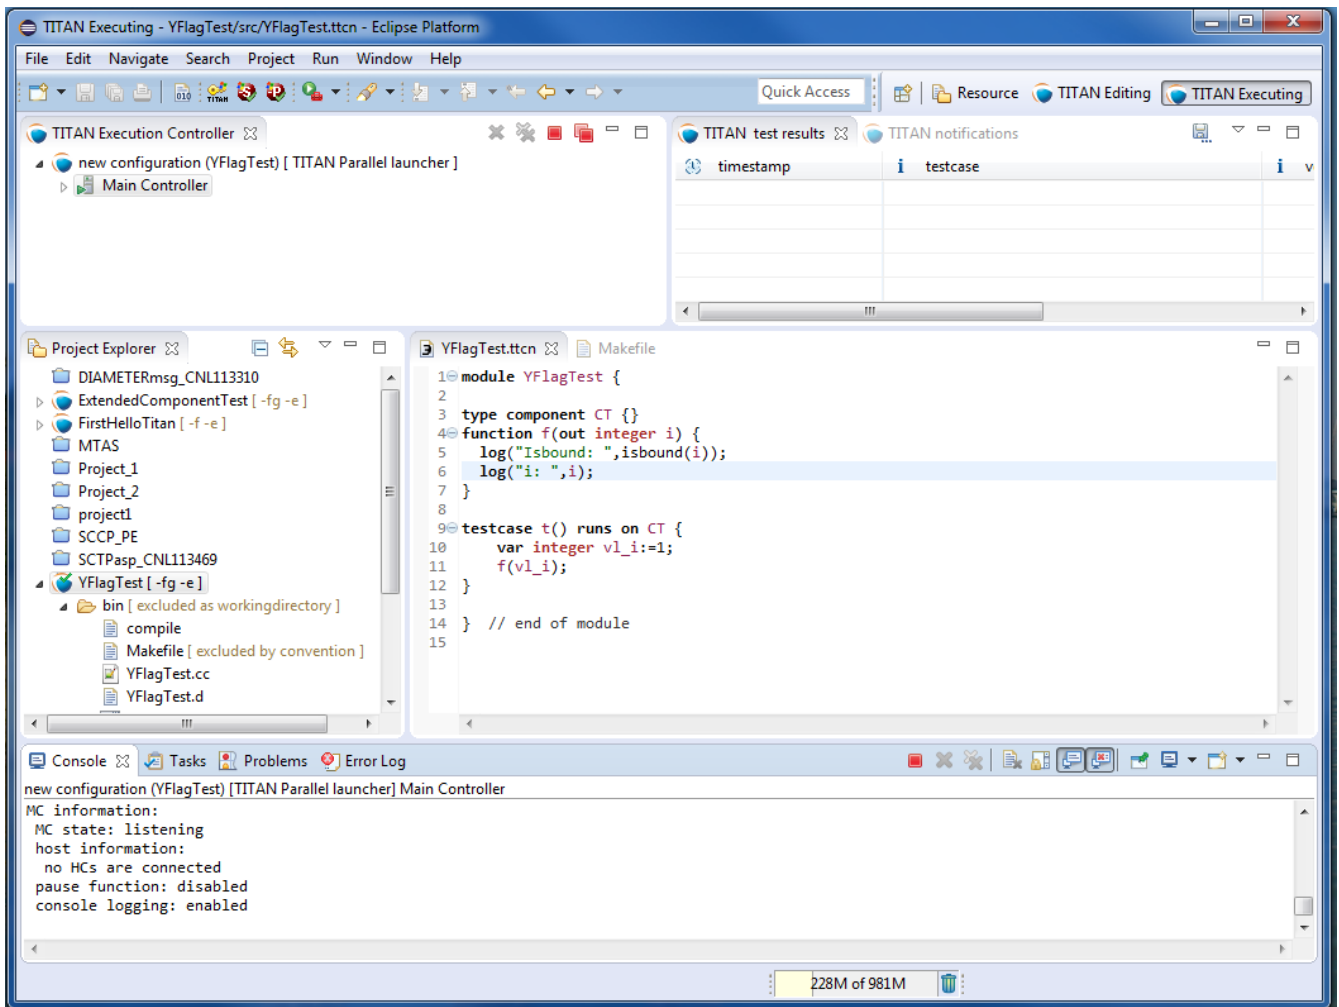 TITAN Executing - YFlagTest/src/YFlagTest.ttcn - Eclipse Platform
File Edit Navigate Search Project Run Window Help
Quick Access
Resource TITAN Editing TITAN Executing
TITAN Execution Controller
new configuration (YFlagTest) [ TITAN Parallel launcher ]
Main Controller
TITAN test results TITAN notifications
timestamp i testcase i v
Project Explorer
DIAMETERmsg_CNL113310
ExtendedComponentTest [ -fg -e ]
FirstHelloTitan [ -f -e ]
MTAS
Project_1
Project_2
project1
SCCP_PE
SCTPasp_CNL113469
YFlagTest [ -fg -e ]
bin [ excluded as workingdirectory ]
compile
Makefile [ excluded by convention ]
YFlagTest.cc
YFlagTest.d
YFlagTest.ttcn Makefile
1 module YFlagTest {
2
3 type component CT {}
4 function f(out integer i) {
5 log("Isbound: ",isbound(i));
6 log("i: ",i);
7 }
8
9 testcase t() runs on CT {
10 var integer vl_i:=1;
11 f(vl_i);
12 }
13
14 } // end of module
15
Console Tasks Problems Error Log
new configuration (YFlagTest) [TITAN Parallel launcher] Main Controller
MC information:
MC state: listening
host information:
no HCs are connected
pause function: disabled
console logging: enabled
228M of 981M